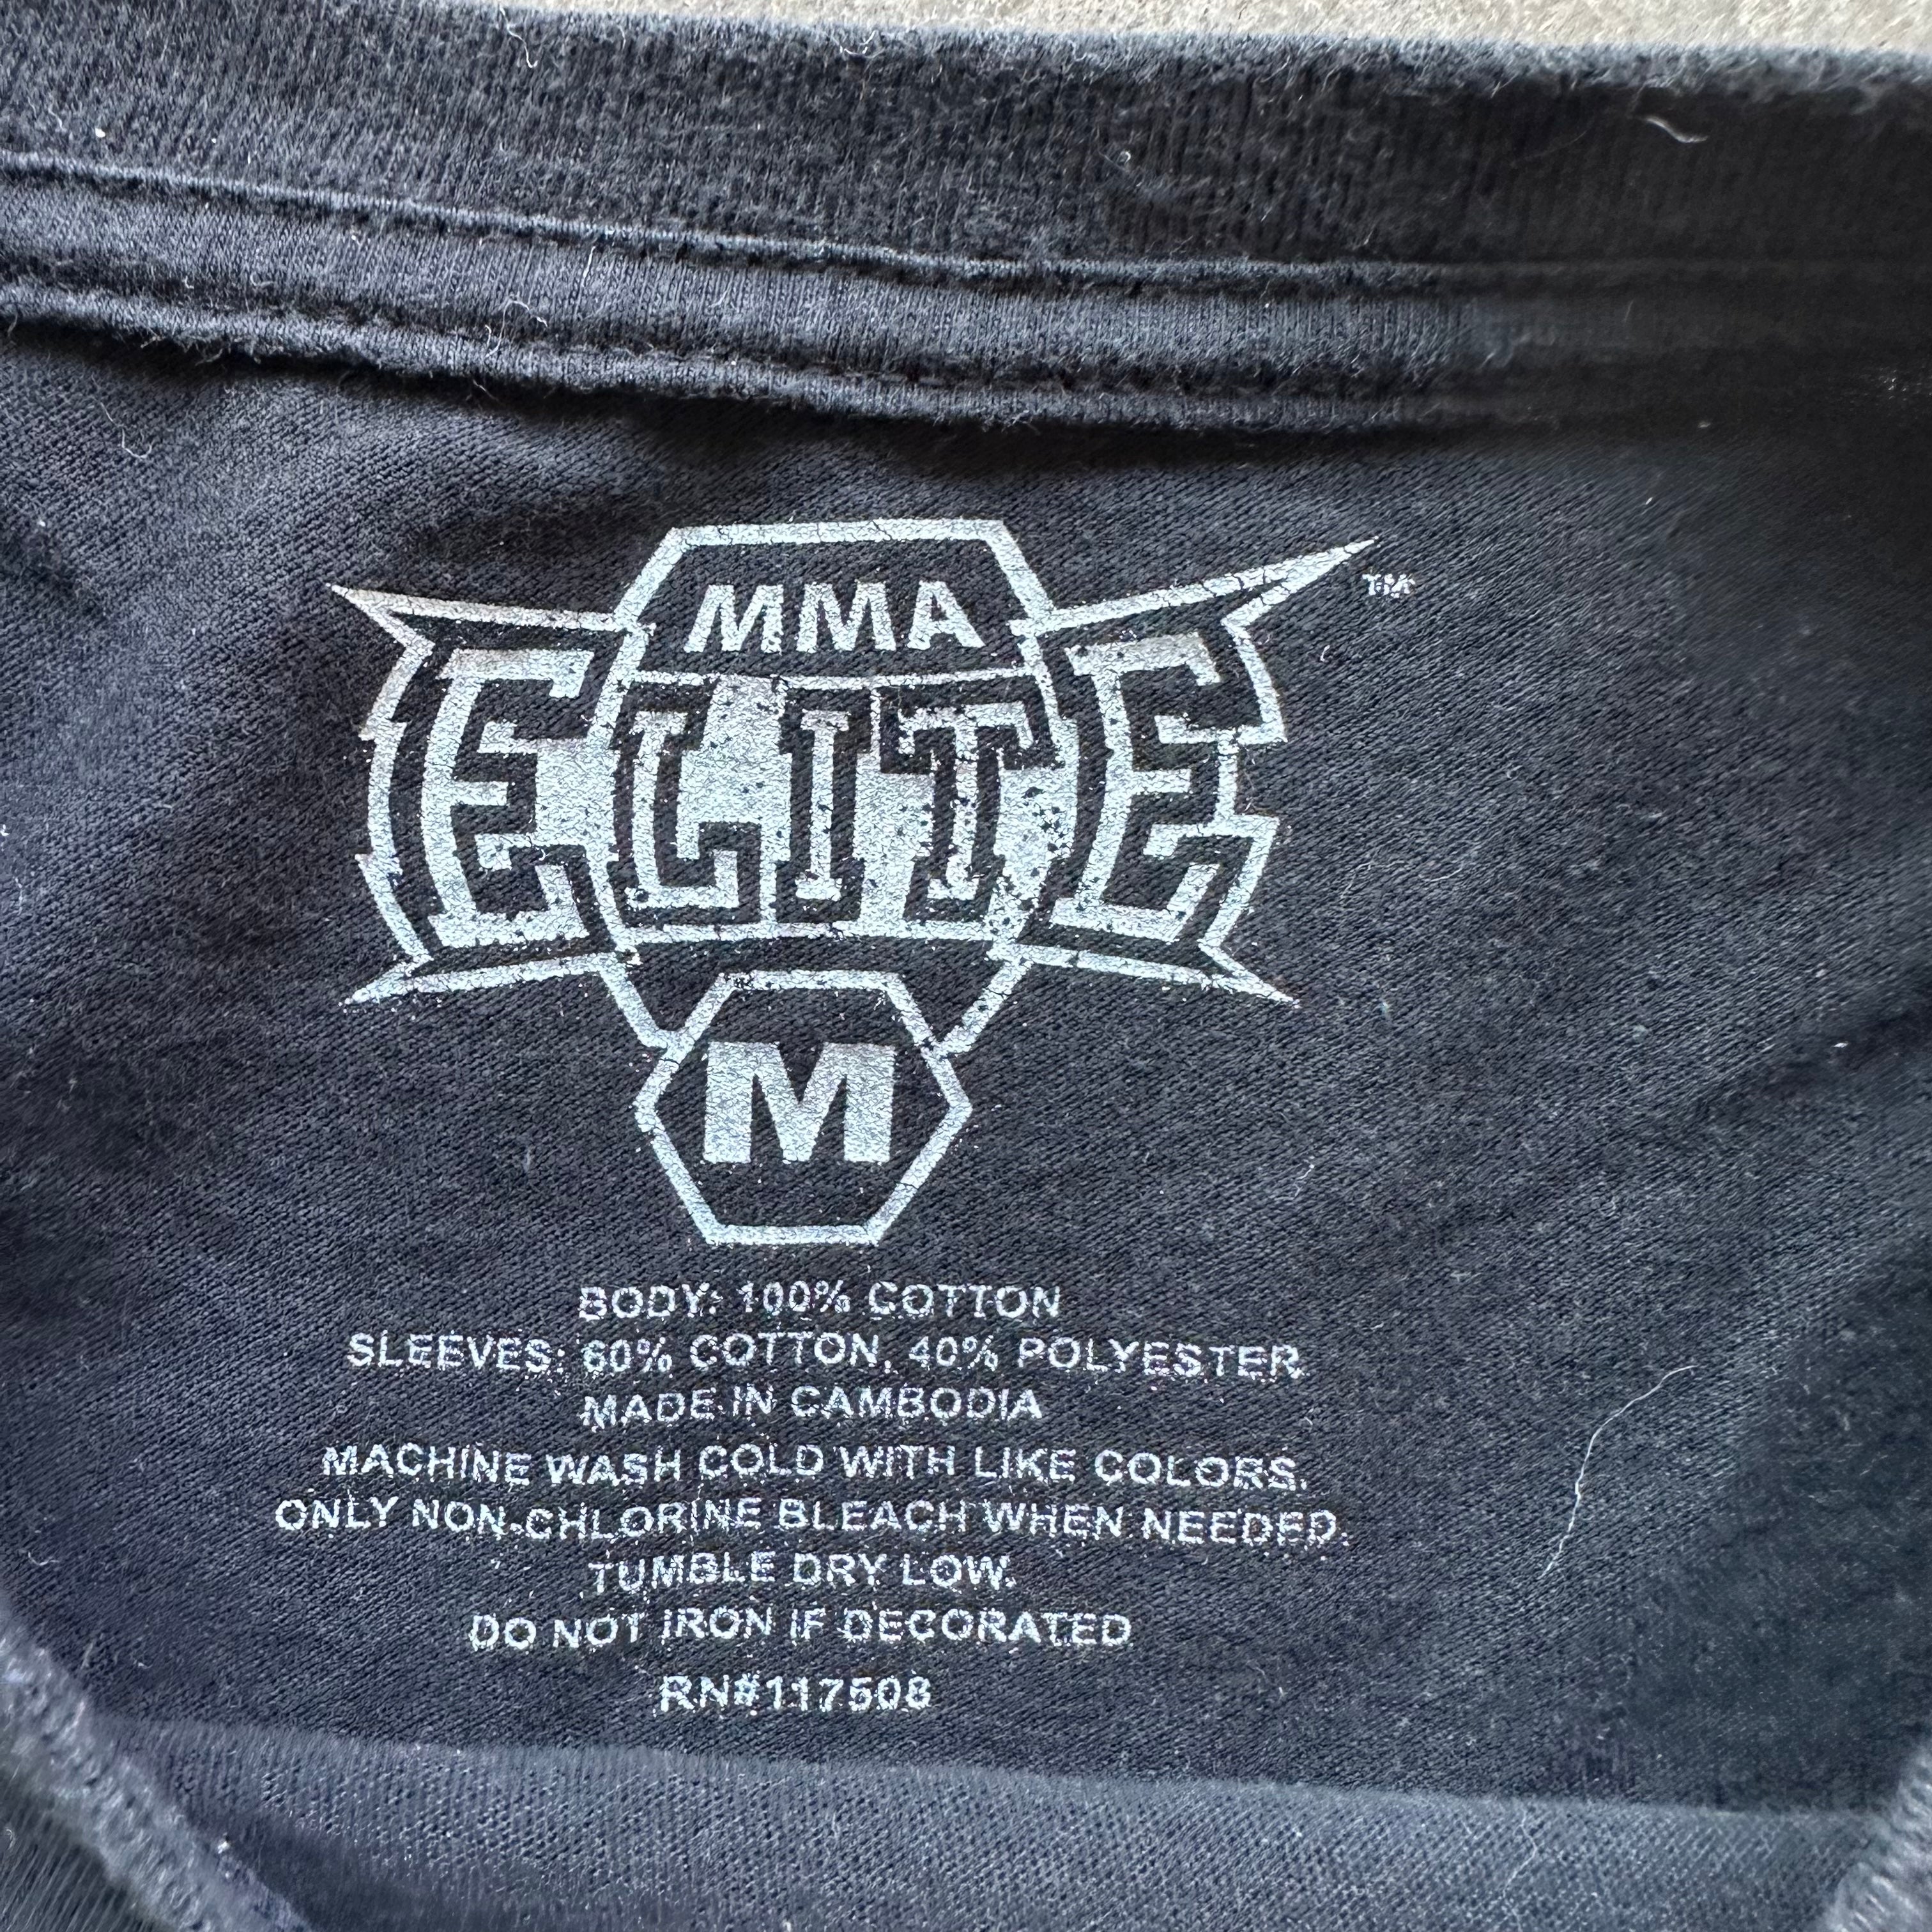 MMA
ELITE
TM
M
BODY: 100% COTTON
SLEEVES: 60% COTTON, 40% POLYESTER
MADE IN CAMBODIA
MACHINE WASH COLD WITH LIKE COLORS.
ONLY NON-CHLORINE BLEACH WHEN NEEDED.
TUMBLE DRY LOW.
DO NOT IRON IF DECORATED
RN#117508